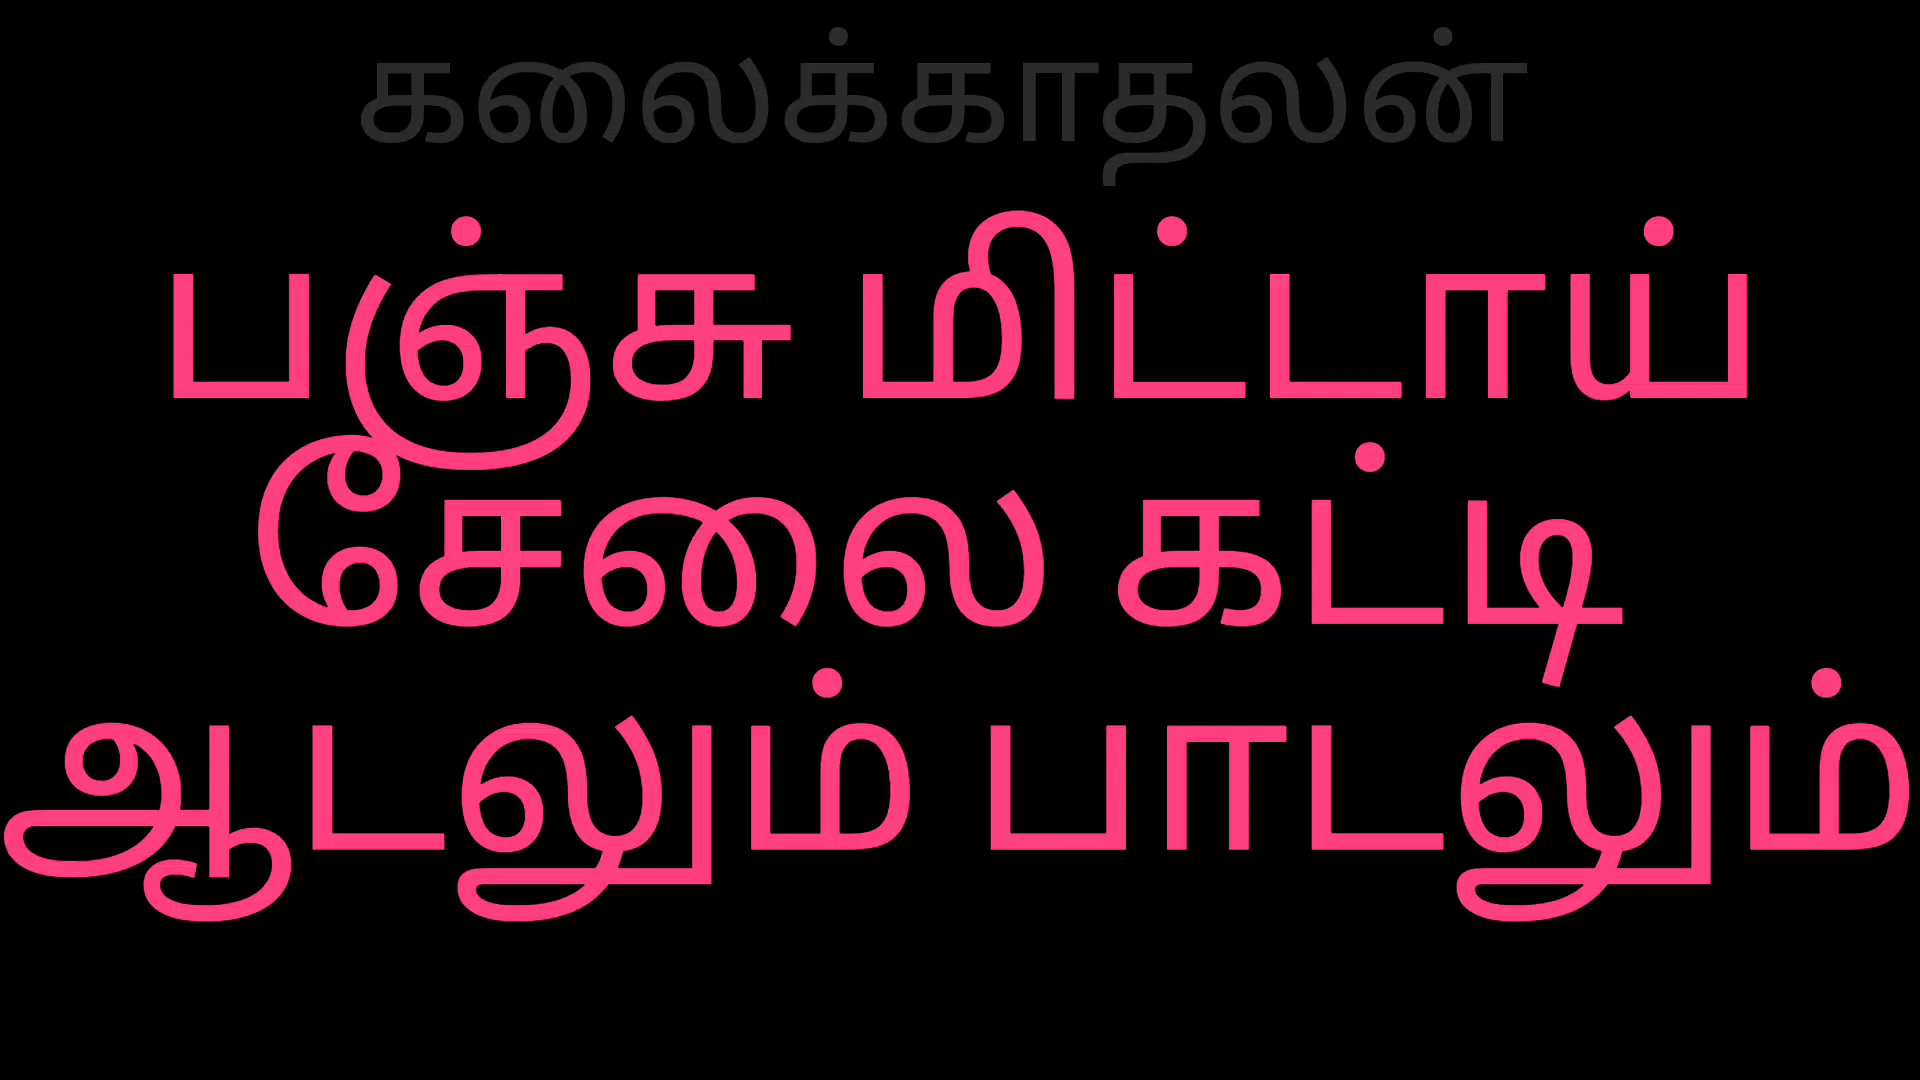 கலைக்காதலன்
பஞ்சு மிட்டாய்
சேலை கட்டி
ஆடலும் பாடலும்